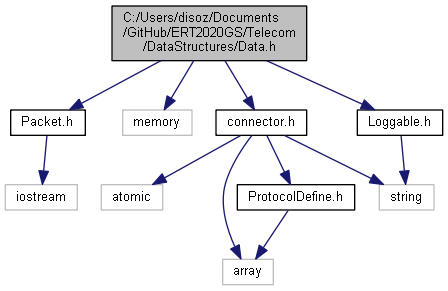 C:/Users/disoz/Documents
/GitHub/ERT2020GS/Telecom
/DataStructures/Data.h
Packet.h
memory
connector.h
Loggable.h
iostream
atomic
ProtocolDefine.h
string
array